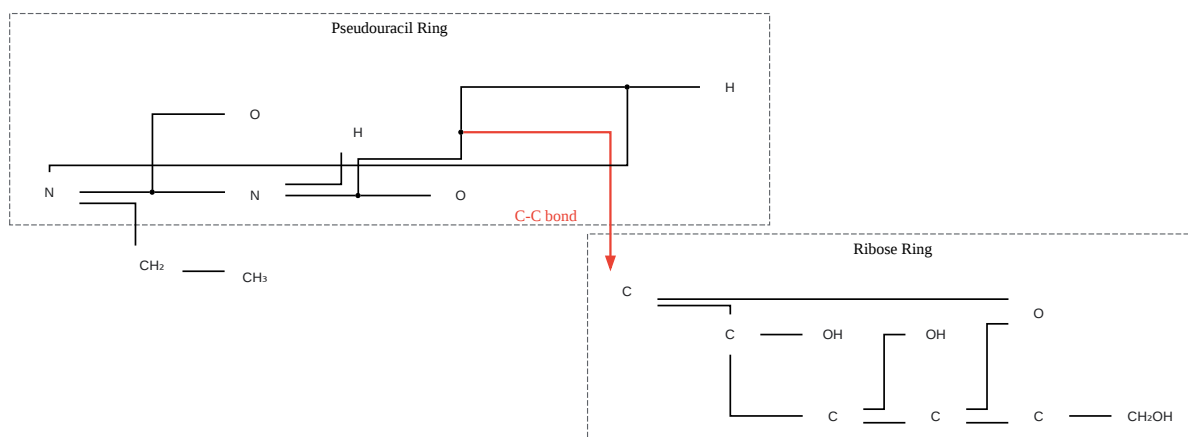 Pseudouracil Ring
H
O
H
N
N
O
C-C bond
CH₂
CH₃
Ribose Ring
C
O
C
OH
OH
C
C
C
CH₂OH